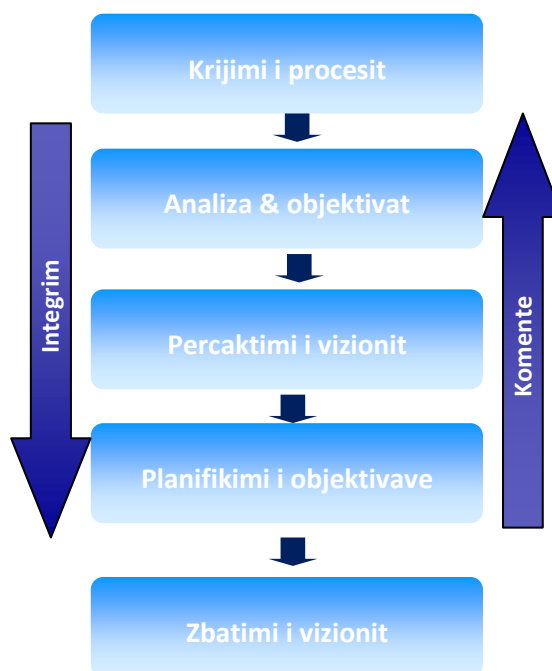 Krijimi i procesit
Analiza & objektivat
Integrim
Komente
Percaktimi i vizionit
Planifikimi i objektivave
Zbatimi i vizionit